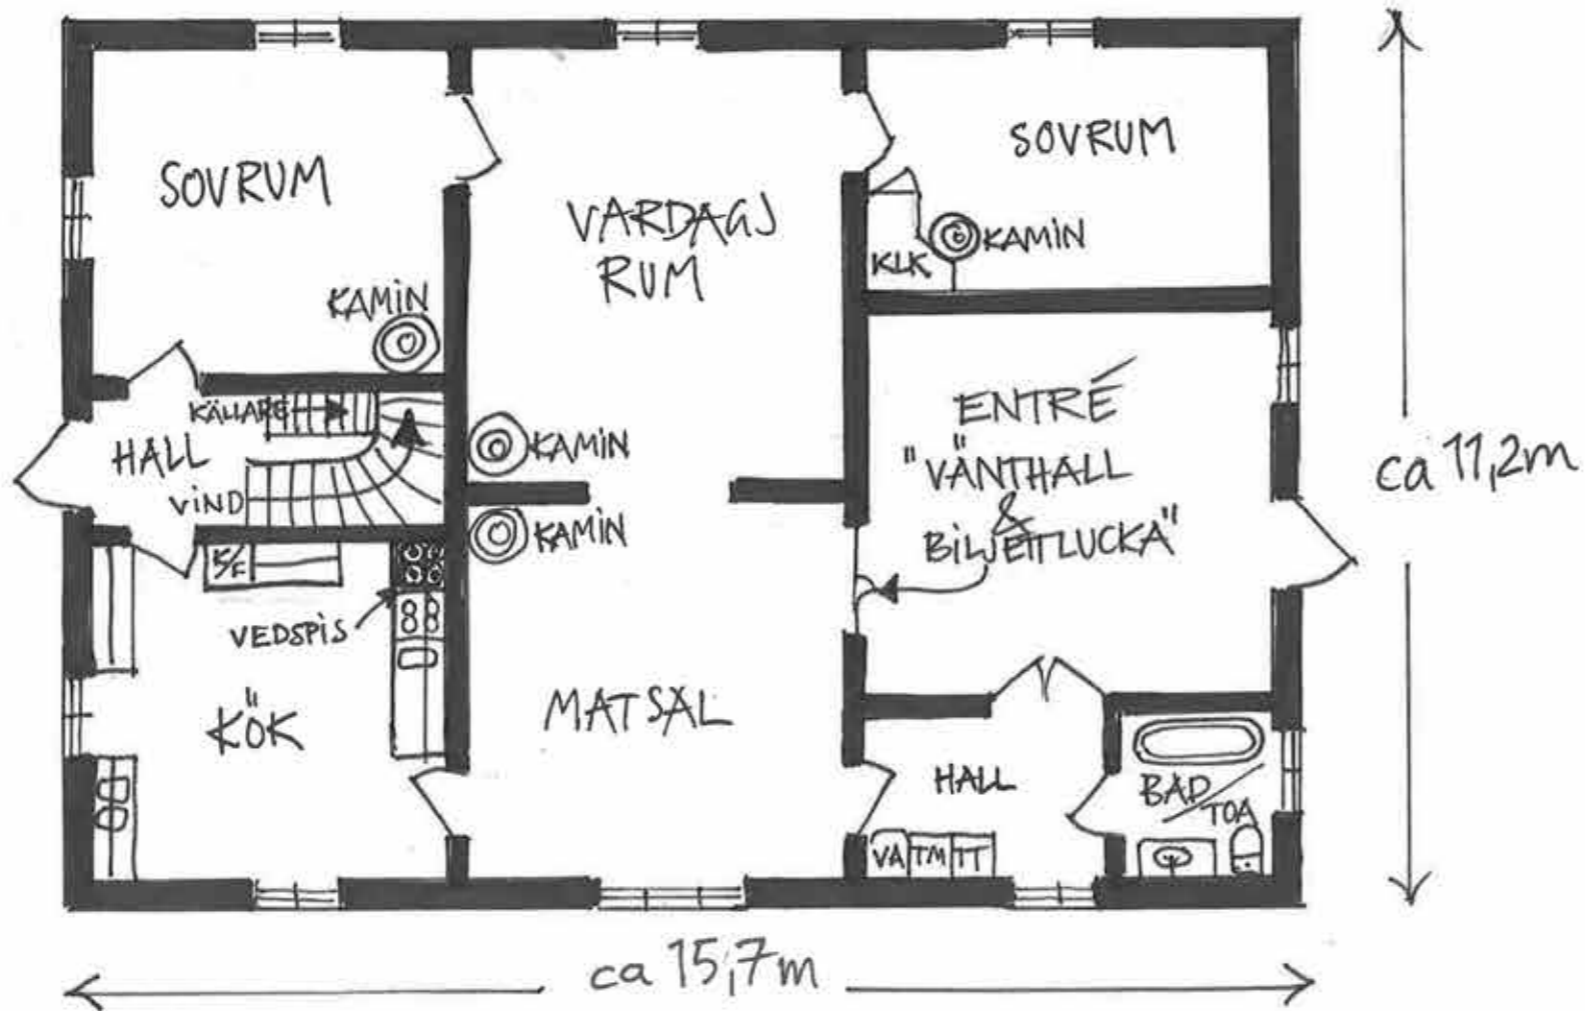 SOVRUM
KAMIN
VARDAGS
RUM
SOVRUM
KLK
KAMIN
KÄLLARE
HALL
VIND
KAMIN
KAMIN
ENTRÉ
"VÄNTHALL
&
BILJETTLUCKA"
ca 11,2m
K/F
VEDSPIS
KÖK
MATSAL
HALL
VA TM TT
BAD/
TOA
ca 15,7m